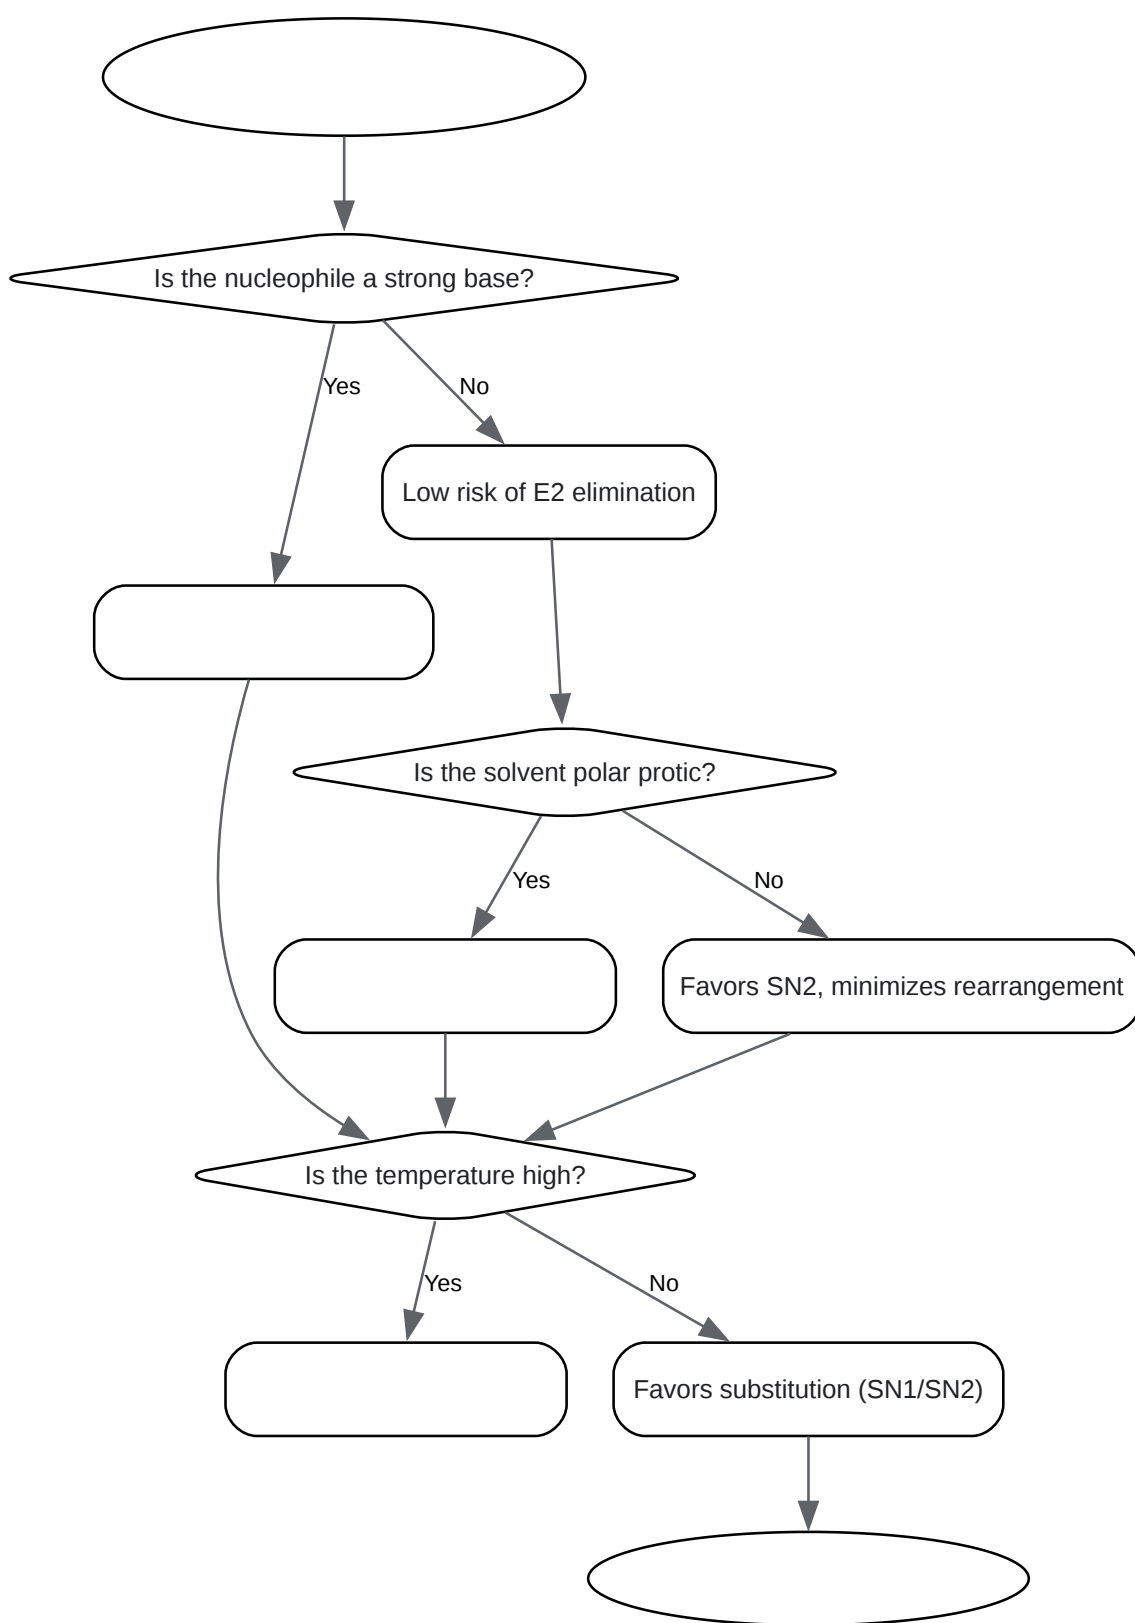 Is the nucleophile a strong base?
Yes
No
Low risk of E2 elimination
Is the solvent polar protic?
Yes
No
Favors SN2, minimizes rearrangement
Is the temperature high?
Yes
No
Favors substitution (SN1/SN2)